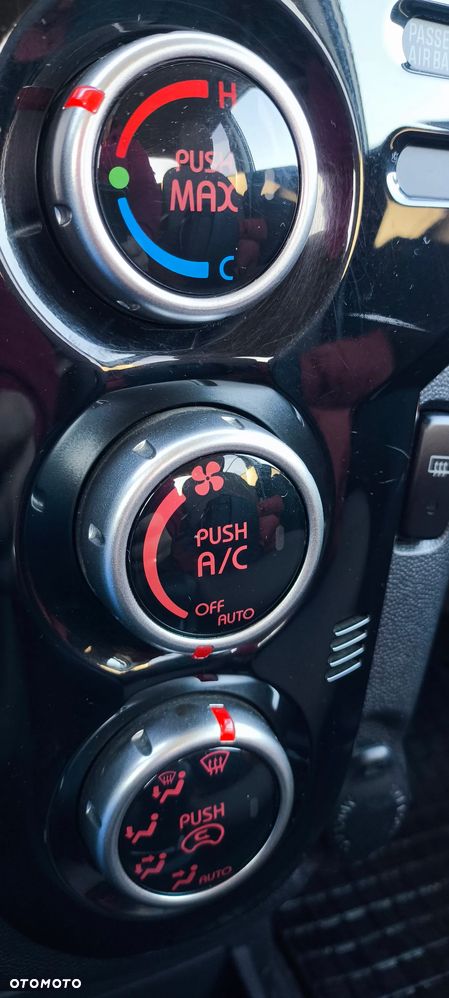 PASSE
AIRBA
H
PUSH
MAX
C
PUSH
A/C
OFF
AUTO
PUSH
AUTO
OTOMOTO